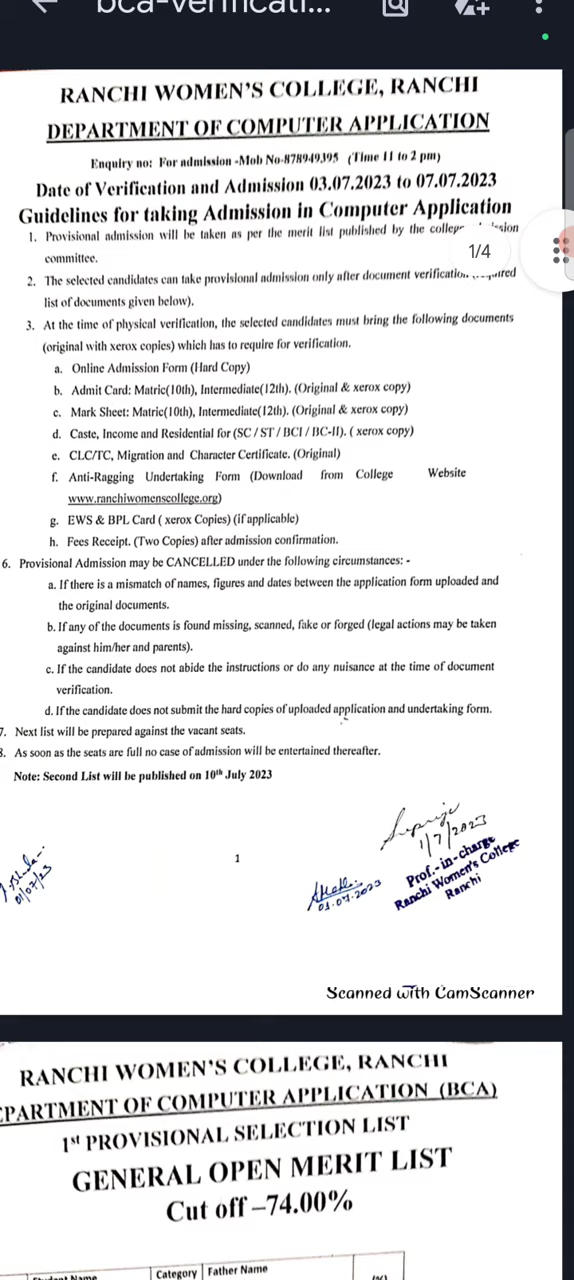 bca-verificati...
RANCHI WOMEN'S COLLEGE, RANCHI
DEPARTMENT OF COMPUTER APPLICATION
Enquiry no: For admission -Mob No-878949395 (Time 11 to 2 pm)
Date of Verification and Admission 03.07.2023 to 07.07.2023
Guidelines for taking Admission in Computer Application
1. Provisional admission will be taken as per the merit list published by the college
committee.
1/4
2. The selected candidates can take provisional admission only after document verification
list of documents given below).
3. At the time of physical verification, the selected candidates must bring the following documents
(original with xerox copies) which has to require for verification.
a. Online Admission Form (Hard Copy)
b. Admit Card: Matric(10th), Intermediate(12th). (Original & xerox copy)
c. Mark Sheet: Matric(10th), Intermediate(12th). (Original & xerox copy)
d. Caste, Income and Residential for (SC / ST / BCI / BC-II). ( xerox copy)
e. CLC/TC, Migration and Character Certificate. (Original)
f. Anti-Ragging Undertaking Form (Download from College Website
www.ranchiwomenscollege.org)
g. EWS & BPL Card ( xerox Copies) (if applicable)
h. Fees Receipt. (Two Copies) after admission confirmation.
6. Provisional Admission may be CANCELLED under the following circumstances: -
a. If there is a mismatch of names, figures and dates between the application form uploaded and
the original documents.
b. If any of the documents is found missing, scanned, fake or forged (legal actions may be taken
against him/her and parents).
c. If the candidate does not abide the instructions or do any nuisance at the time of document
verification.
d. If the candidate does not submit the hard copies of uploaded application and undertaking form.
7. Next list will be prepared against the vacant seats.
8. As soon as the seats are full no case of admission will be entertained thereafter.
Note: Second List will be published on 10th July 2023
1/7/2023
01/07/23
1
01.07.2023
Prof.-in-charge
Ranchi Women's College
Ranchi
Scanned with CamScanner
RANCHI WOMEN'S COLLEGE, RANCHI
EPARTMENT OF COMPUTER APPLICATION (BCA)
1st PROVISIONAL SELECTION LIST
GENERAL OPEN MERIT LIST
Cut off –74.00%
Student Name Category Father Name